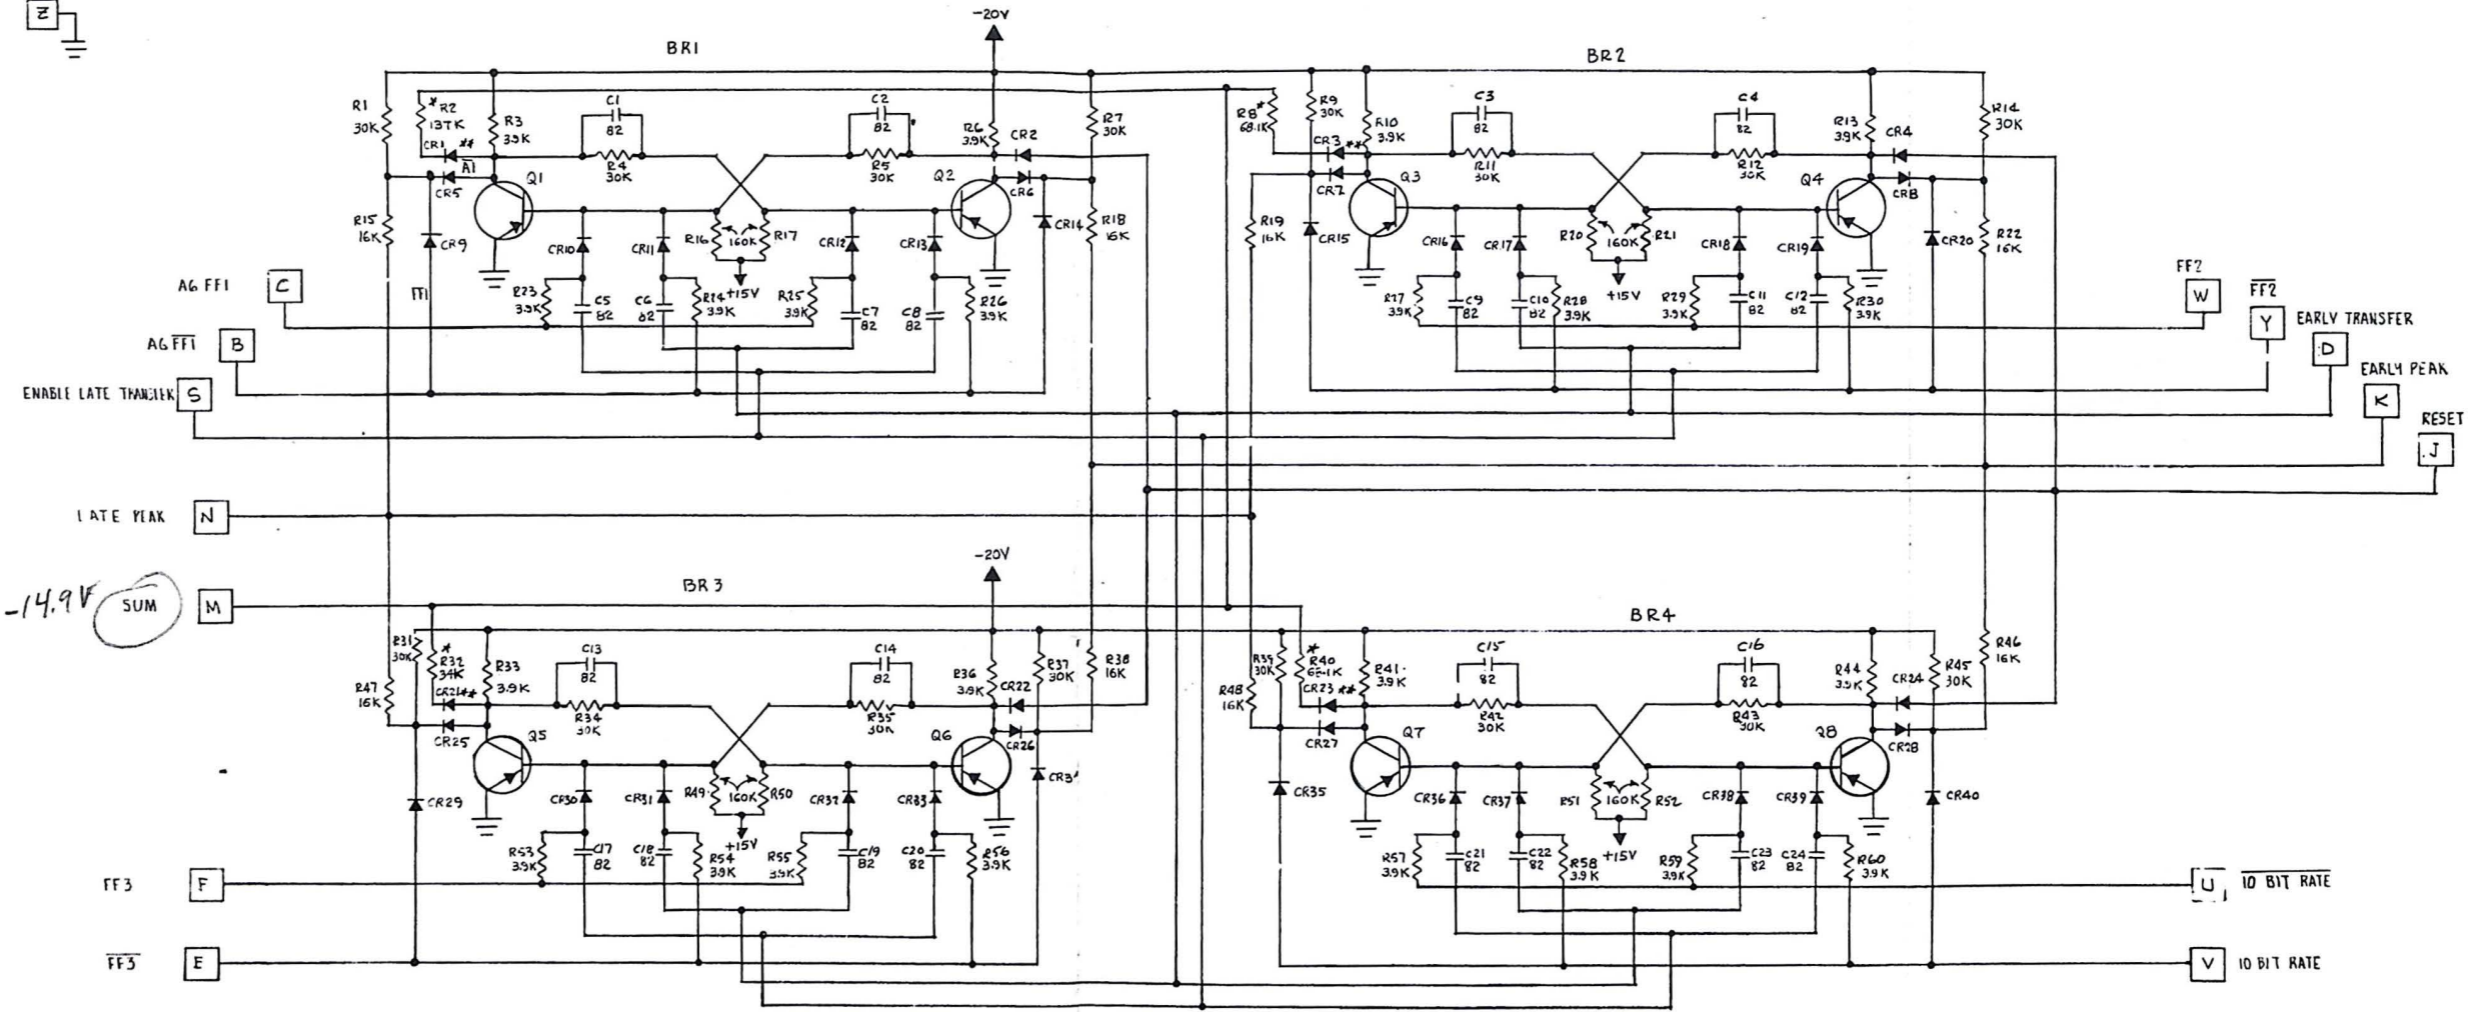 Z
-20V
BR1
BR2
R1 30K
* R2 137K
R3 3.9K
C1 82
R4 30K
C2 82
R5 30K
R6 3.9K
CR2
R7 30K
R8* 68.1K
R9 30K
R10 3.9K
C3 82
R11 30K
C4 82
R12 30K
R13 3.9K
CR4
R14 30K
CR1 **
A1
CR5
Q1
Q2
CR6
CR3 **
CR7
Q3
Q4
CR8
R15 16K
CR9
CR10
CR11
R16 160K R17
CR12
CR13
CR14
R18 16K
R19 16K
CR15
CR16
CR17
R20 160K R21
CR18
CR19
CR20
R22 16K
A6 FF1 C
FF1
R23 3.9K
C5 82
C6 82
R24 3.9K
+15V
R25 3.9K
C7 82
C8 82
R26 3.9K
R27 3.9K
C9 82
C10 82
R28 3.9K
+15V
R29 3.9K
C11 82
C12 82
R30 3.9K
FF2
W
FF2
Y
EARLY TRANSFER
D
A6 FF1 B
EARLY PEAK
K
ENABLE LATE TRANSFER S
RESET
J
LATE PEAK N
-20V
BR3
-14.9V SUM M
BR4
R31 30K
* R32 34K
R33 3.9K
C13 82
R34 30K
C14 82
R35 30K
R36 3.9K
CR22
R37 30K
R38 16K
R39 30K
* R40
R41 3.9K
C15 82
R42 30K
C16 82
R43 30K
R44 3.9K
CR24
R45 30K
R46 16K
R47 16K
CR21**
CR25
Q5
Q6
CR26
R48 16K
CR23 **
CR27
Q7
Q8
CR28
CR29
CR30
CR31
R49 160K R50
CR32
CR33
CR35
CR36
CR37
R51 160K R52
CR38
CR39
CR40
R53 3.9K
C17 82
C18 82
R54 3.9K
+15V
R55 3.9K
C19 82
C20 82
R56 3.9K
R57 3.9K
C21 82
C22 82
R58 3.9K
+15V
R59 3.9K
C23 82
C24 82
R60 3.9K
FF3 F
U 10 BIT RATE
FF3 E
V 10 BIT RATE